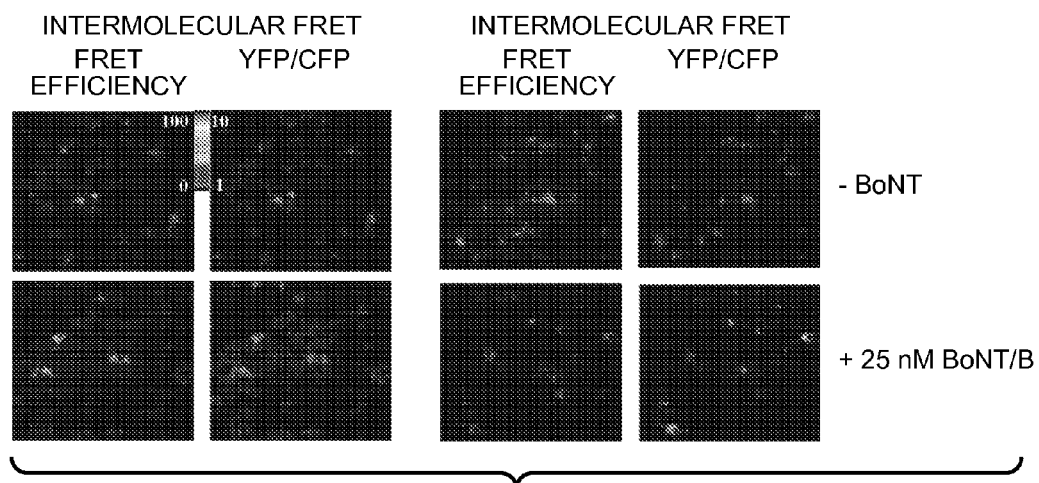 INTERMOLECULAR FRET
FRET EFFICIENCY
YFP/CFP
INTERMOLECULAR FRET
FRET EFFICIENCY
YFP/CFP
100 10
0 1
- BoNT
+ 25 nM BoNT/B